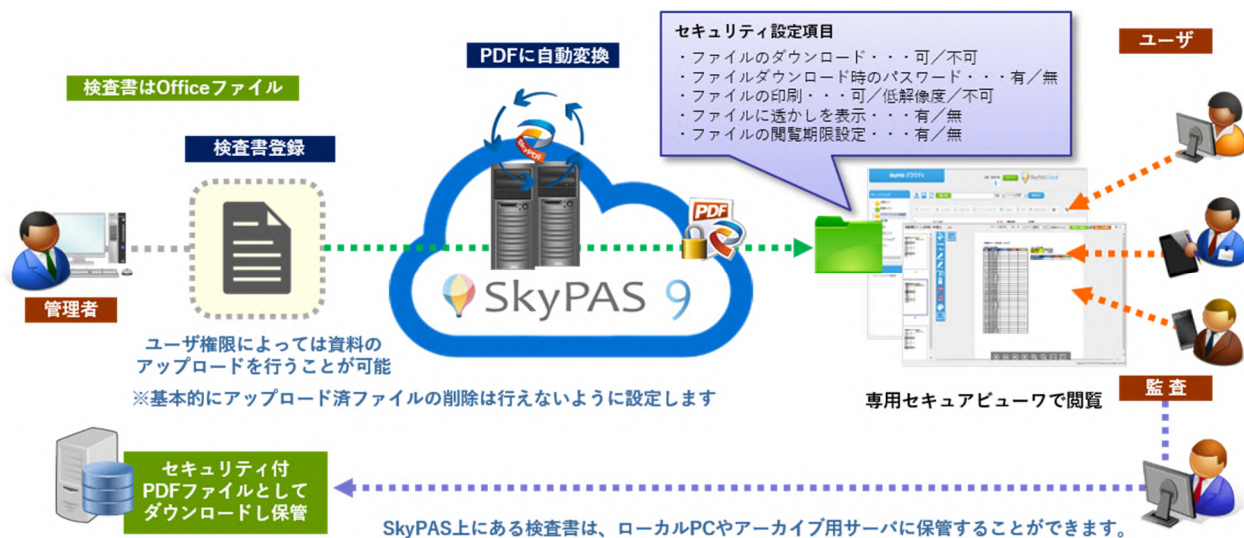 検査書はOfficeファイル
検査書登録
管理者
ユーザ権限によっては資料の
アップロードを行うことが可能
※基本的にアップロード済ファイルの削除は行えないように設定します
PDFに自動変換
SkyPDF
SkyPAS 9
PDF
セキュリティ設定項目
・ファイルのダウンロード・・・可／不可
・ファイルダウンロード時のパスワード・・・有／無
・ファイルの印刷・・・可／低解像度／不可
・ファイルに透かしを表示・・・有／無
・ファイルの閲覧期限設定・・・有／無
SkyPAS クラウド
SkyPAS Cloud
専用セキュアビューワで閲覧
ユーザ
監 査
セキュリティ付
PDFファイルとして
ダウンロードし保管
SkyPAS上にある検査書は、ローカルPCやアーカイブ用サーバに保管することができます。